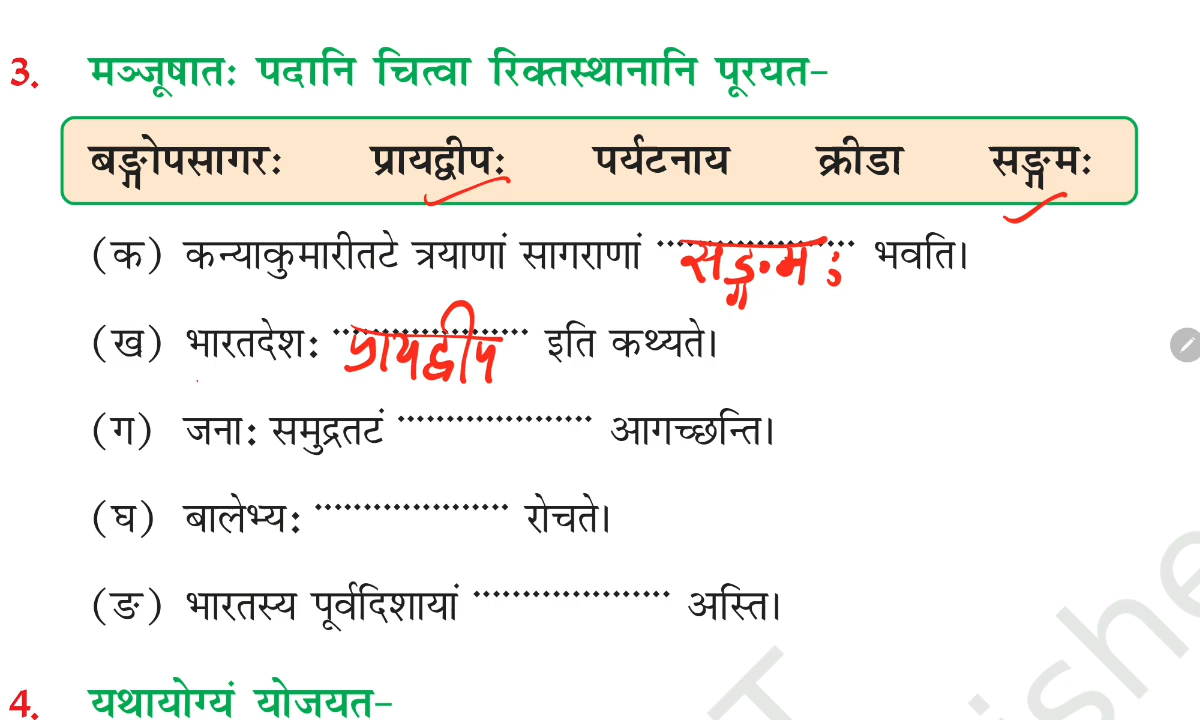 3. मञ्जूषातः पदानि चित्वा रिक्तस्थानानि पूरयत-
बङ्गोपसागरः प्रायद्वीपः पर्यटनाय क्रीडा सङ्गमः
(क) कन्याकुमारीतटे त्रयाणां सागराणां सङ्गमः भवति।
(ख) भारतदेशः प्रायद्वीप इति कथ्यते।
(ग) जनाः समुद्रतटं .................... आगच्छन्ति।
(घ) बालेभ्यः .................... रोचते।
(ङ) भारतस्य पूर्वदिशायां .................... अस्ति।
4. यथायोग्यं योजयत-